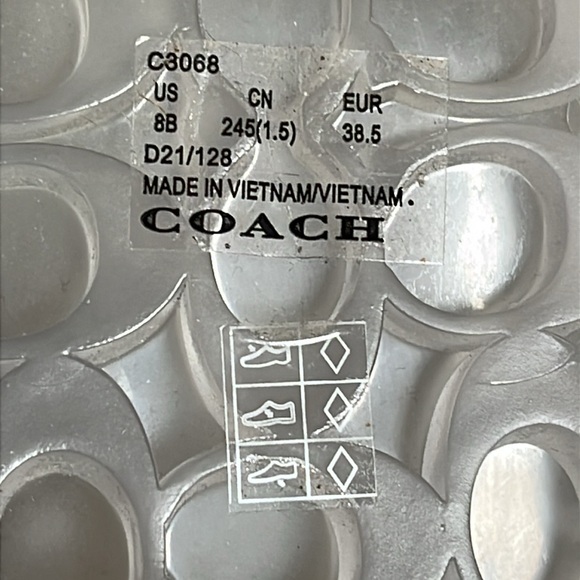 C3068
US CN EUR
8B 245(1.5) 38.5
D21/128
MADE IN VIETNAM/VIETNAM.
COACH